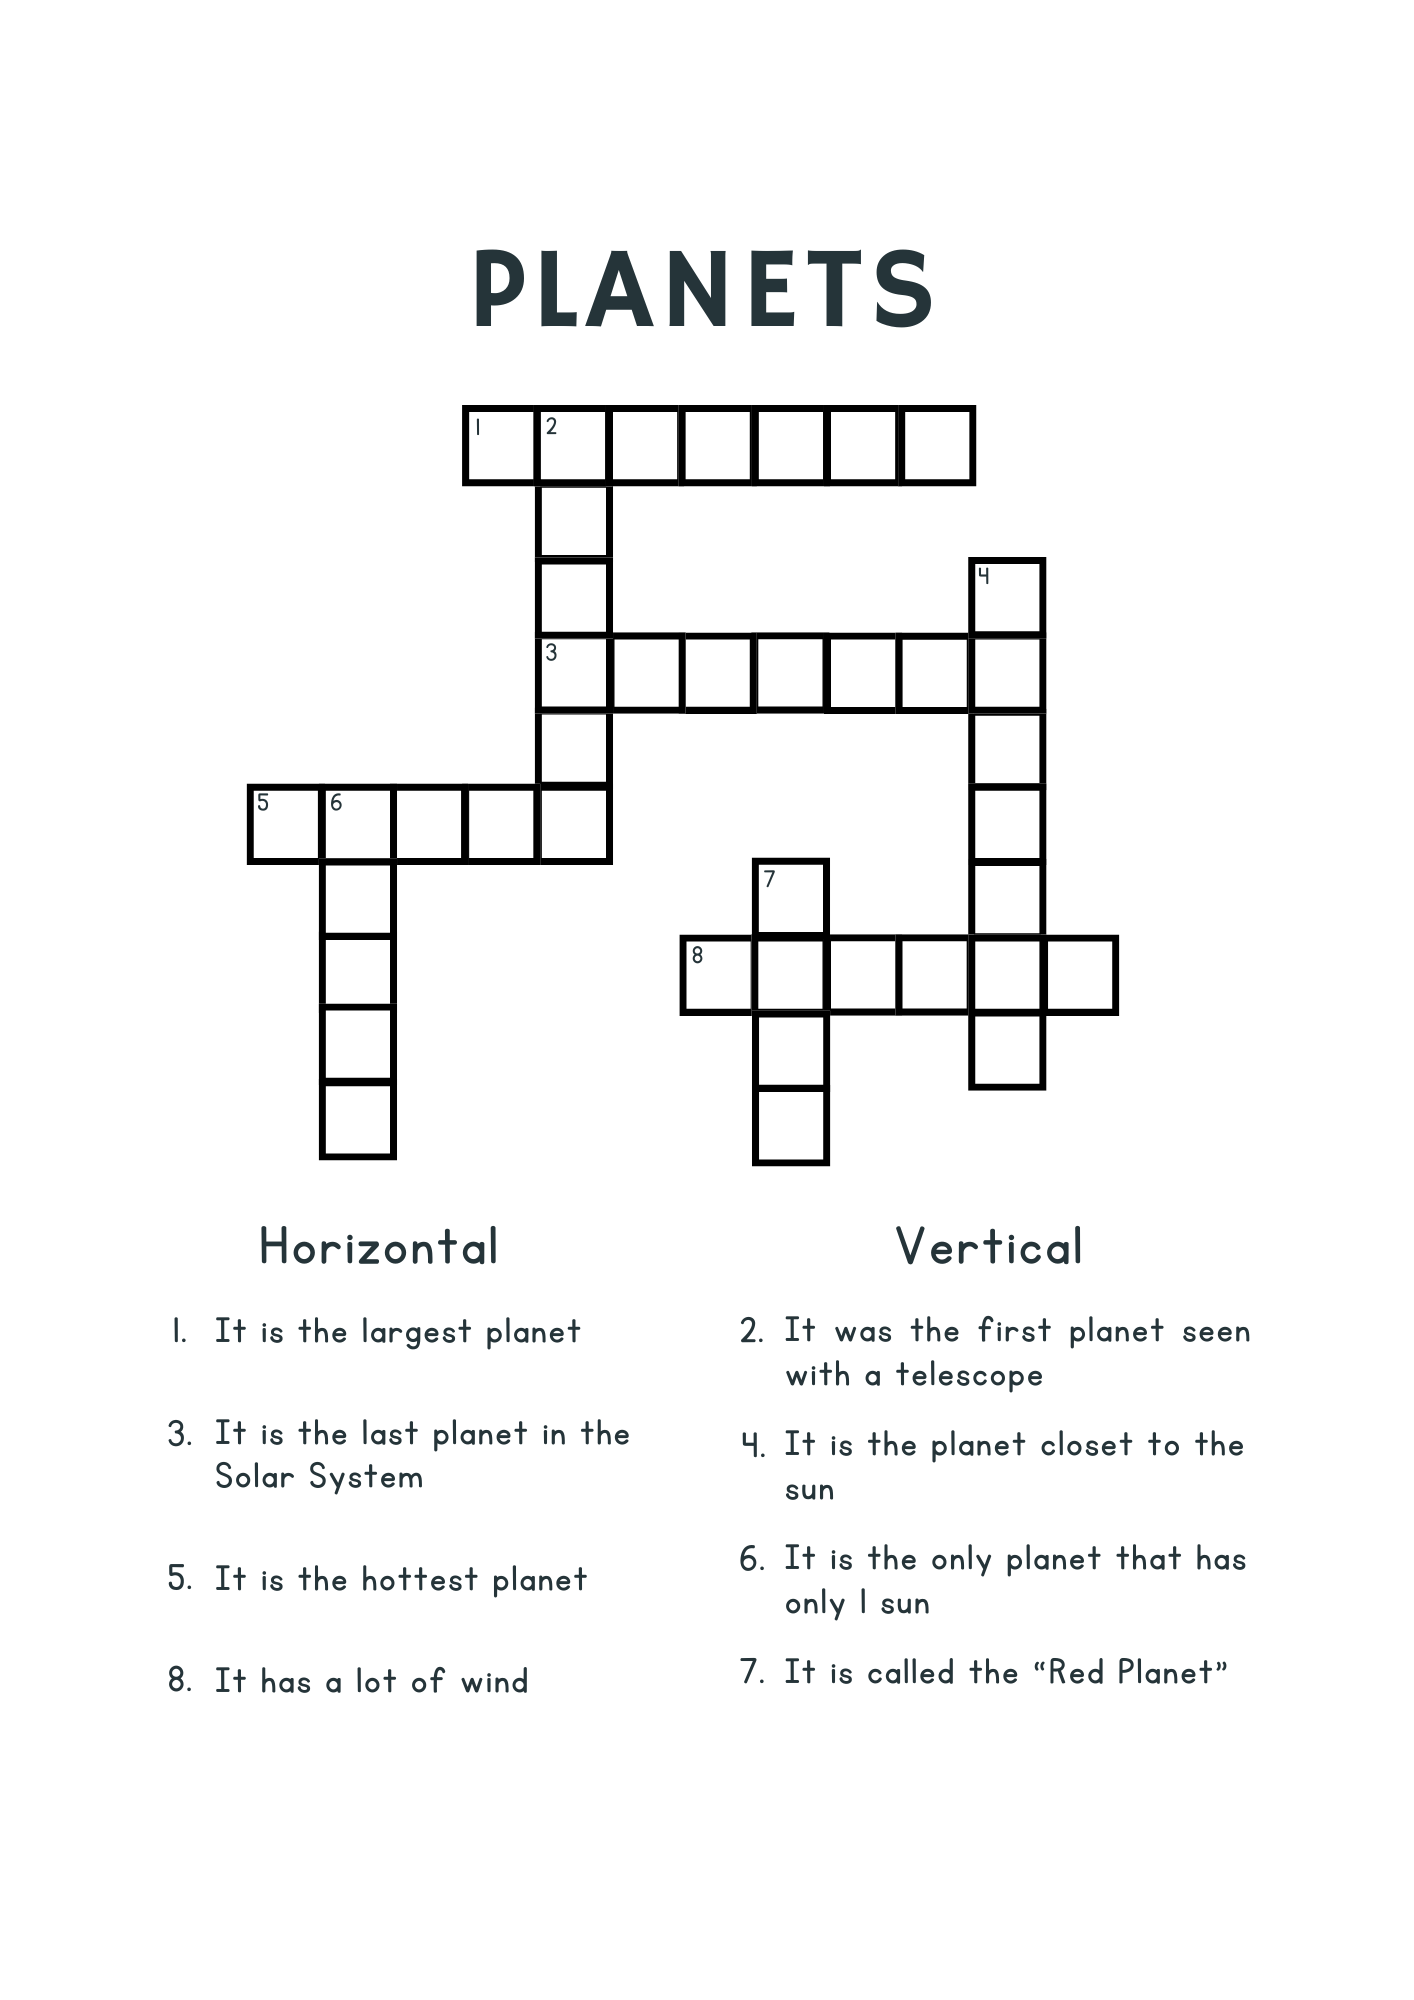 PLANETS
1 2
4
3
5 6
7
8
Horizontal
1. It is the largest planet
3. It is the last planet in the
Solar System
5. It is the hottest planet
8. It has a lot of wind
Vertical
2. It was the first planet seen
with a telescope
4. It is the planet closet to the
sun
6. It is the only planet that has
only 1 sun
7. It is called the “Red Planet”